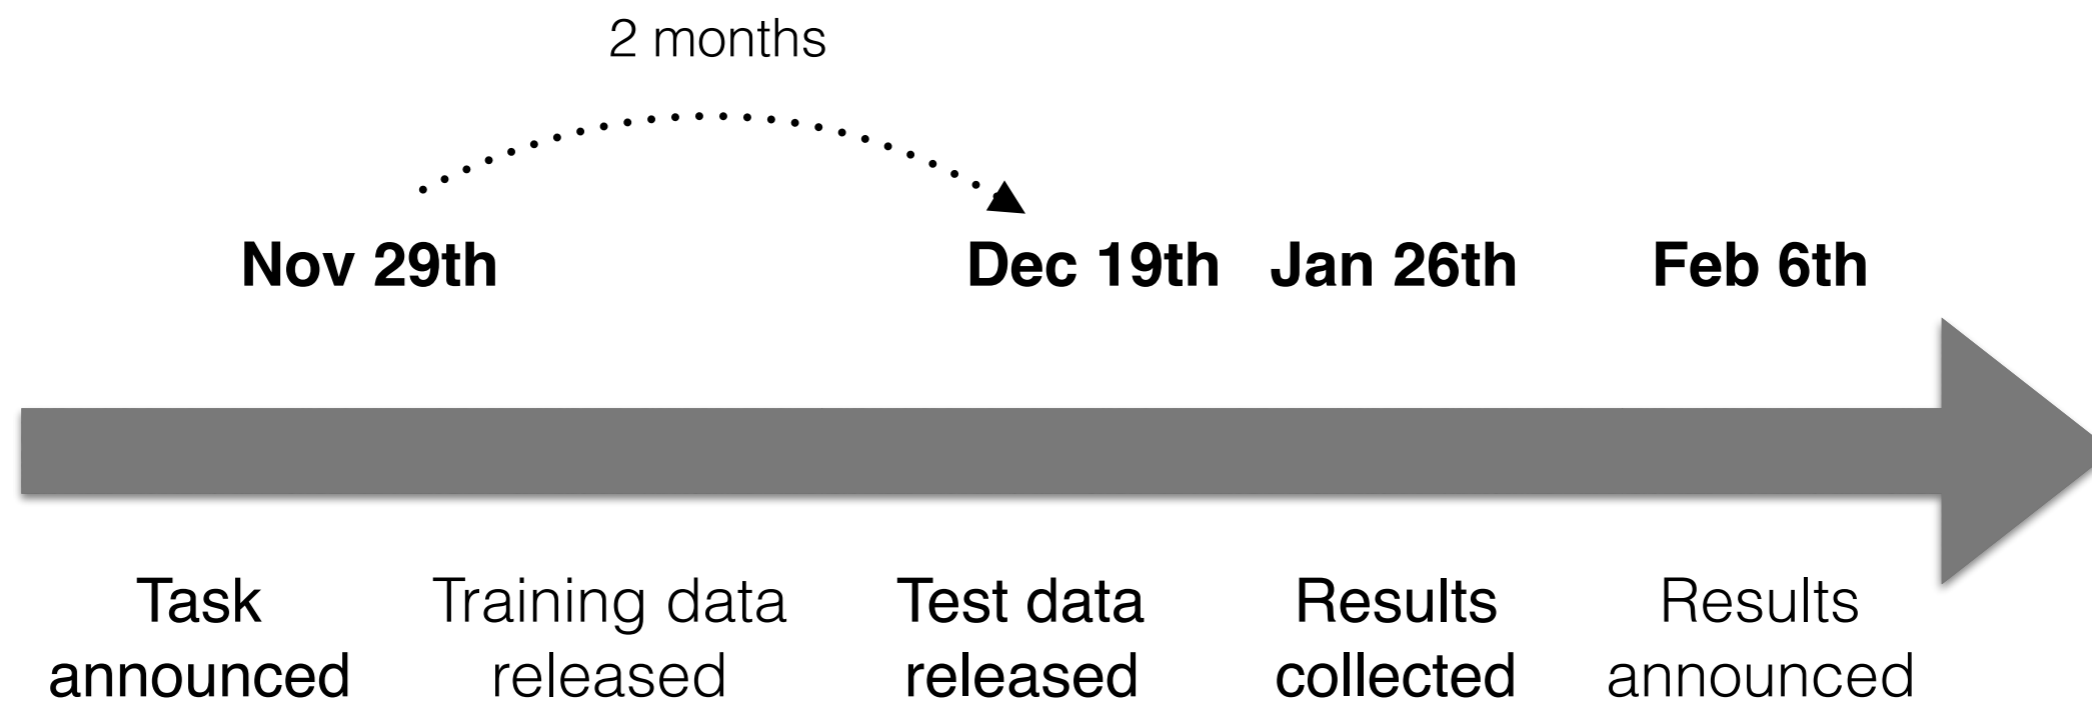 2 months
Nov 29th Dec 19th Jan 26th Feb 6th
Task Training data Test data Results Results
announced released released collected announced